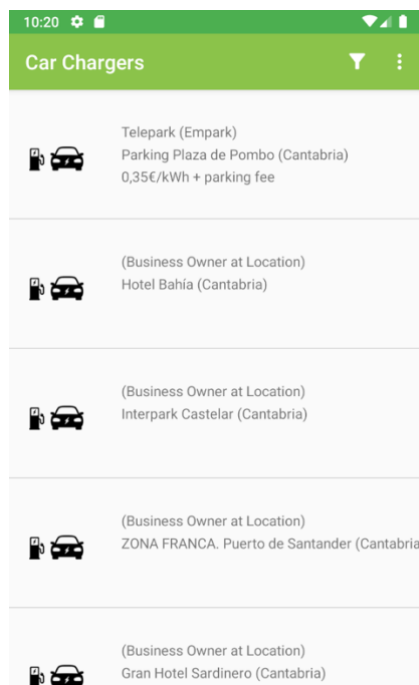 10:20
Car Chargers
Telepark (Empark)
Parking Plaza de Pombo (Cantabria)
0,35€/kWh + parking fee
(Business Owner at Location)
Hotel Bahía (Cantabria)
(Business Owner at Location)
Interpark Castelar (Cantabria)
(Business Owner at Location)
ZONA FRANCA. Puerto de Santander (Cantabria
(Business Owner at Location)
Gran Hotel Sardinero (Cantabria)